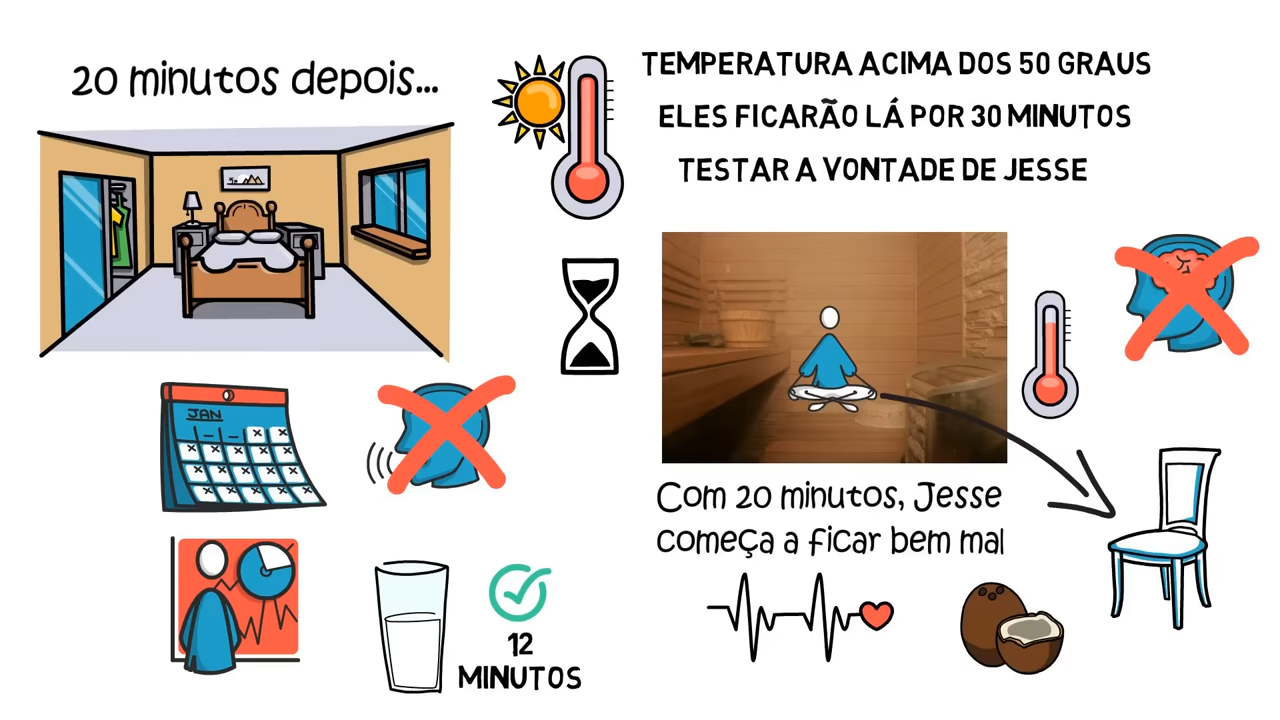 20 minutos depois...
TEMPERATURA ACIMA DOS 50 GRAUS
ELES FICARÃO LÁ POR 30 MINUTOS
TESTAR A VONTADE DE JESSE
JAN
Com 20 minutos, Jesse
começa a ficar bem mal
12
MINUTOS